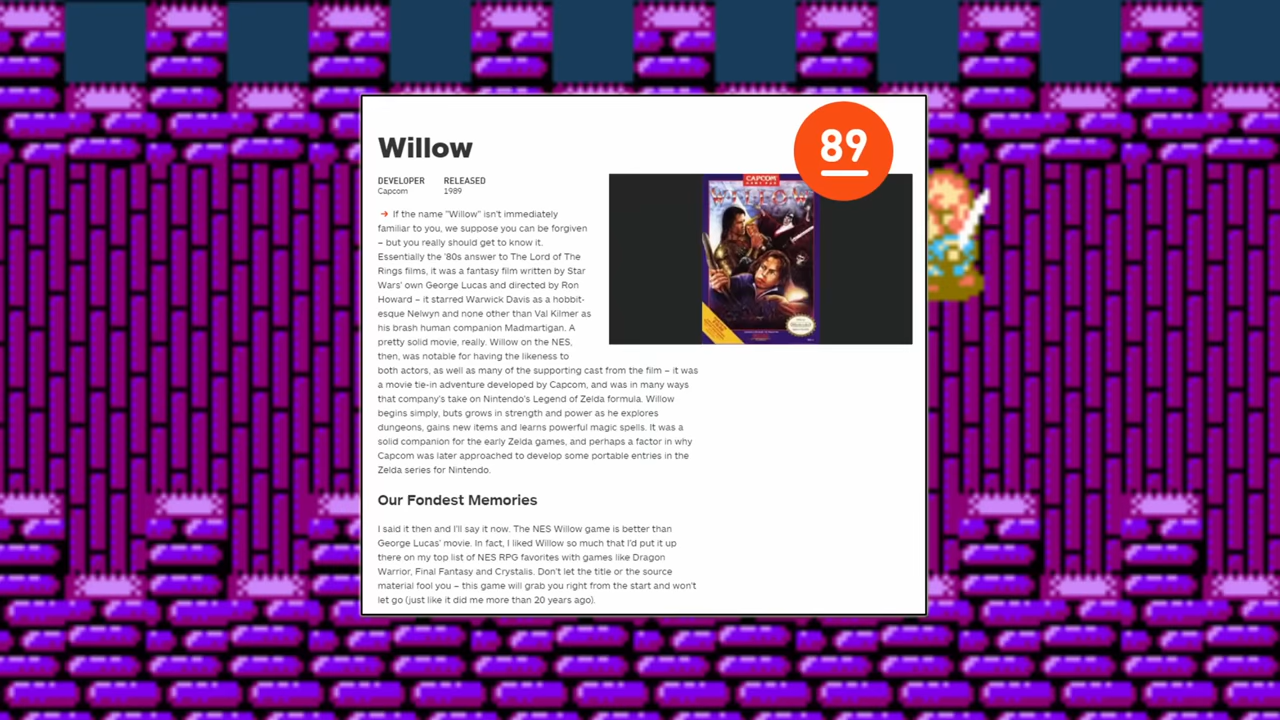 89
Willow
DEVELOPER RELEASED
Capcom 1989
→ If the name "Willow" isn't immediately
familiar to you, we suppose you can be forgiven
– but you really should get to know it.
Essentially the '80s answer to The Lord of The
Rings films, it was a fantasy film written by Star
Wars' own George Lucas and directed by Ron
Howard – it starred Warwick Davis as a hobbit-
esque Nelwyn and none other than Val Kilmer as
his brash human companion Madmartigan. A
pretty solid movie, really. Willow on the NES,
then, was notable for having the likeness to
both actors, as well as many of the supporting cast from the film – it was
a movie tie-in adventure developed by Capcom, and was in many ways
that company's take on Nintendo's Legend of Zelda formula. Willow
begins simply, buts grows in strength and power as he explores
dungeons, gains new items and learns powerful magic spells. It was a
solid companion for the early Zelda games, and perhaps a factor in why
Capcom was later approached to develop some portable entries in the
Zelda series for Nintendo.
CAPCOM
WILLOW
Our Fondest Memories
I said it then and I'll say it now. The NES Willow game is better than
George Lucas' movie. In fact, I liked Willow so much that I'd put it up
there on my top list of NES RPG favorites with games like Dragon
Warrior, Final Fantasy and Crystalis. Don't let the title or the source
material fool you – this game will grab you right from the start and won't
let go (just like it did me more than 20 years ago).